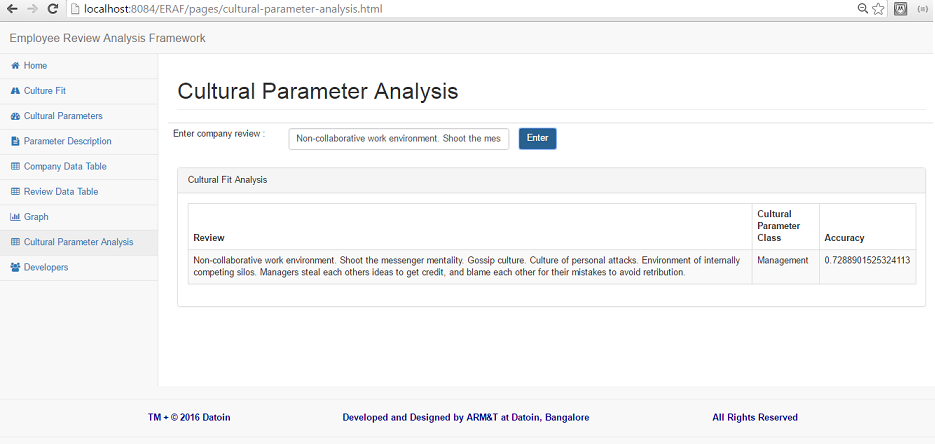 localhost:8084/ERAF/pages/cultural-parameter-analysis.html
Employee Review Analysis Framework
Home
Culture Fit
Cultural Parameters
Parameter Description
Company Data Table
Review Data Table
Graph
Cultural Parameter Analysis
Developers
Cultural Parameter Analysis
Enter company review :
Non-collaborative work environment. Shoot the mes
Enter
Cultural Fit Analysis
Review
Cultural
Parameter
Class
Accuracy
Non-collaborative work environment. Shoot the messenger mentality. Gossip culture. Culture of personal attacks. Environment of internally
competing silos. Managers steal each others ideas to get credit, and blame each other for their mistakes to avoid retribution.
Management
0.7288901525324113
TM • © 2016 Datoin
Developed and Designed by ARM&T at Datoin, Bangalore
All Rights Reserved